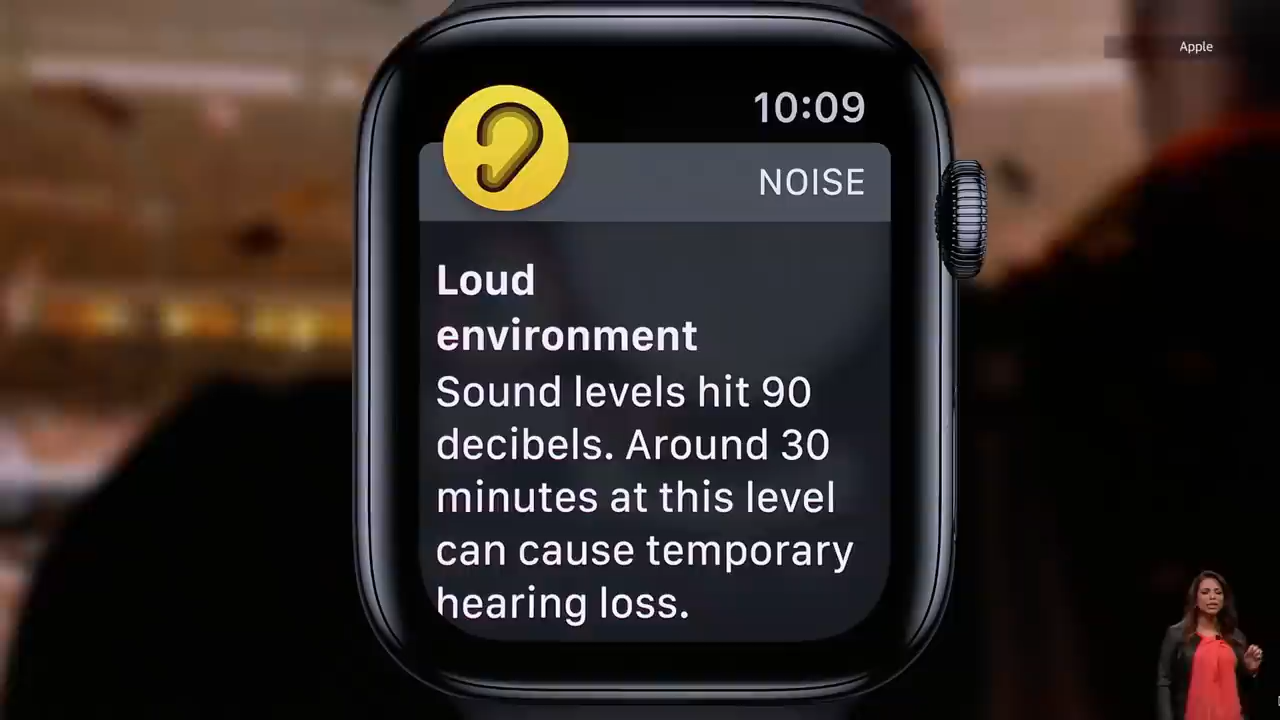 Apple
10:09
NOISE
Loud
environment
Sound levels hit 90
decibels. Around 30
minutes at this level
can cause temporary
hearing loss.